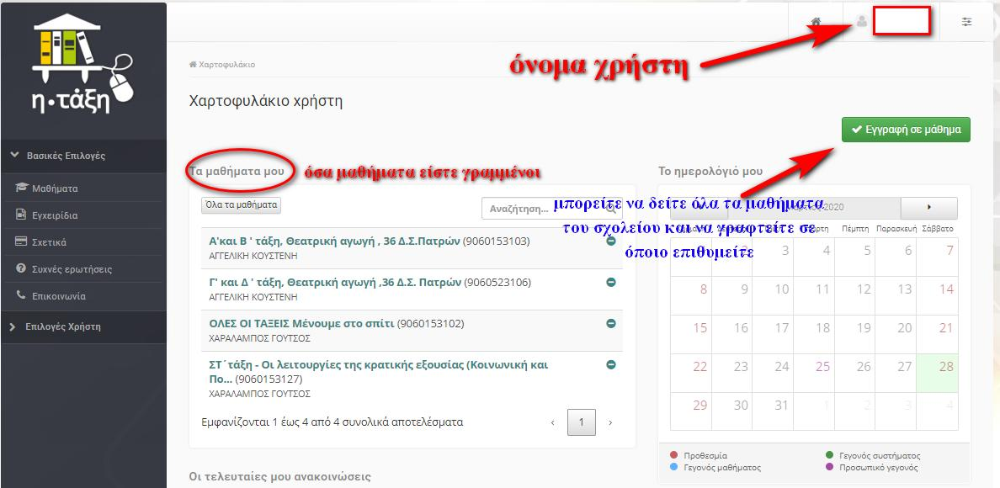 η·τάξη
όνομα χρήστη
Χαρτοφυλάκιο
Χαρτοφυλάκιο χρήστη
Εγγραφή σε μάθημα
Βασικές Επιλογές
Μαθήματα
Εγχειρίδια
Σχετικά
Συχνές ερωτήσεις
Επικοινωνία
Επιλογές Χρήστη
Τα μαθήματα μου
όσα μαθήματα είστε γραμμένοι
Όλα τα μαθήματα
Αναζήτηση...
Α'και Β ' τάξη, Θεατρική αγωγή , 36 Δ.Σ.Πατρών (9060153103)
ΑΓΓΕΛΙΚΗ ΚΟΥΣΤΕΝΗ
Γ' και Δ ' τάξη, Θεατρική αγωγή ,36 Δ.Σ. Πατρών (9060523106)
ΑΓΓΕΛΙΚΗ ΚΟΥΣΤΕΝΗ
ΟΛΕΣ ΟΙ ΤΑΞΕΙΣ Μένουμε στο σπίτι (9060153102)
ΧΑΡΑΛΑΜΠΟΣ ΓΟΥΤΣΟΣ
ΣΤ΄τάξη - Οι λειτουργίες της κρατικής εξουσίας (Κοινωνική και
Πο... (9060153127)
ΧΑΡΑΛΑΜΠΟΣ ΓΟΥΤΣΟΣ
Εμφανίζονται 1 έως 4 από 4 συνολικά αποτελέσματα
‹ 1 ›
Οι τελευταίες μου ανακοινώσεις
Το ημερολόγιό μου
μπορείτε να δείτε όλα τα μαθήματα
του σχολείου και να γραφτείτε σε
όποιο επιθυμείτε
2020
Πέμπτη Παρασκευή Σάββατο
1 2 3 4 5 6 7
8 9 10 11 12 13 14
15 16 17 18 19 20 21
22 23 24 25 26 27 28
29 30 31 1 2 3 4
Προθεσμία Γεγονός συστήματος
Γεγονός μαθήματος Προσωπικό γεγονός